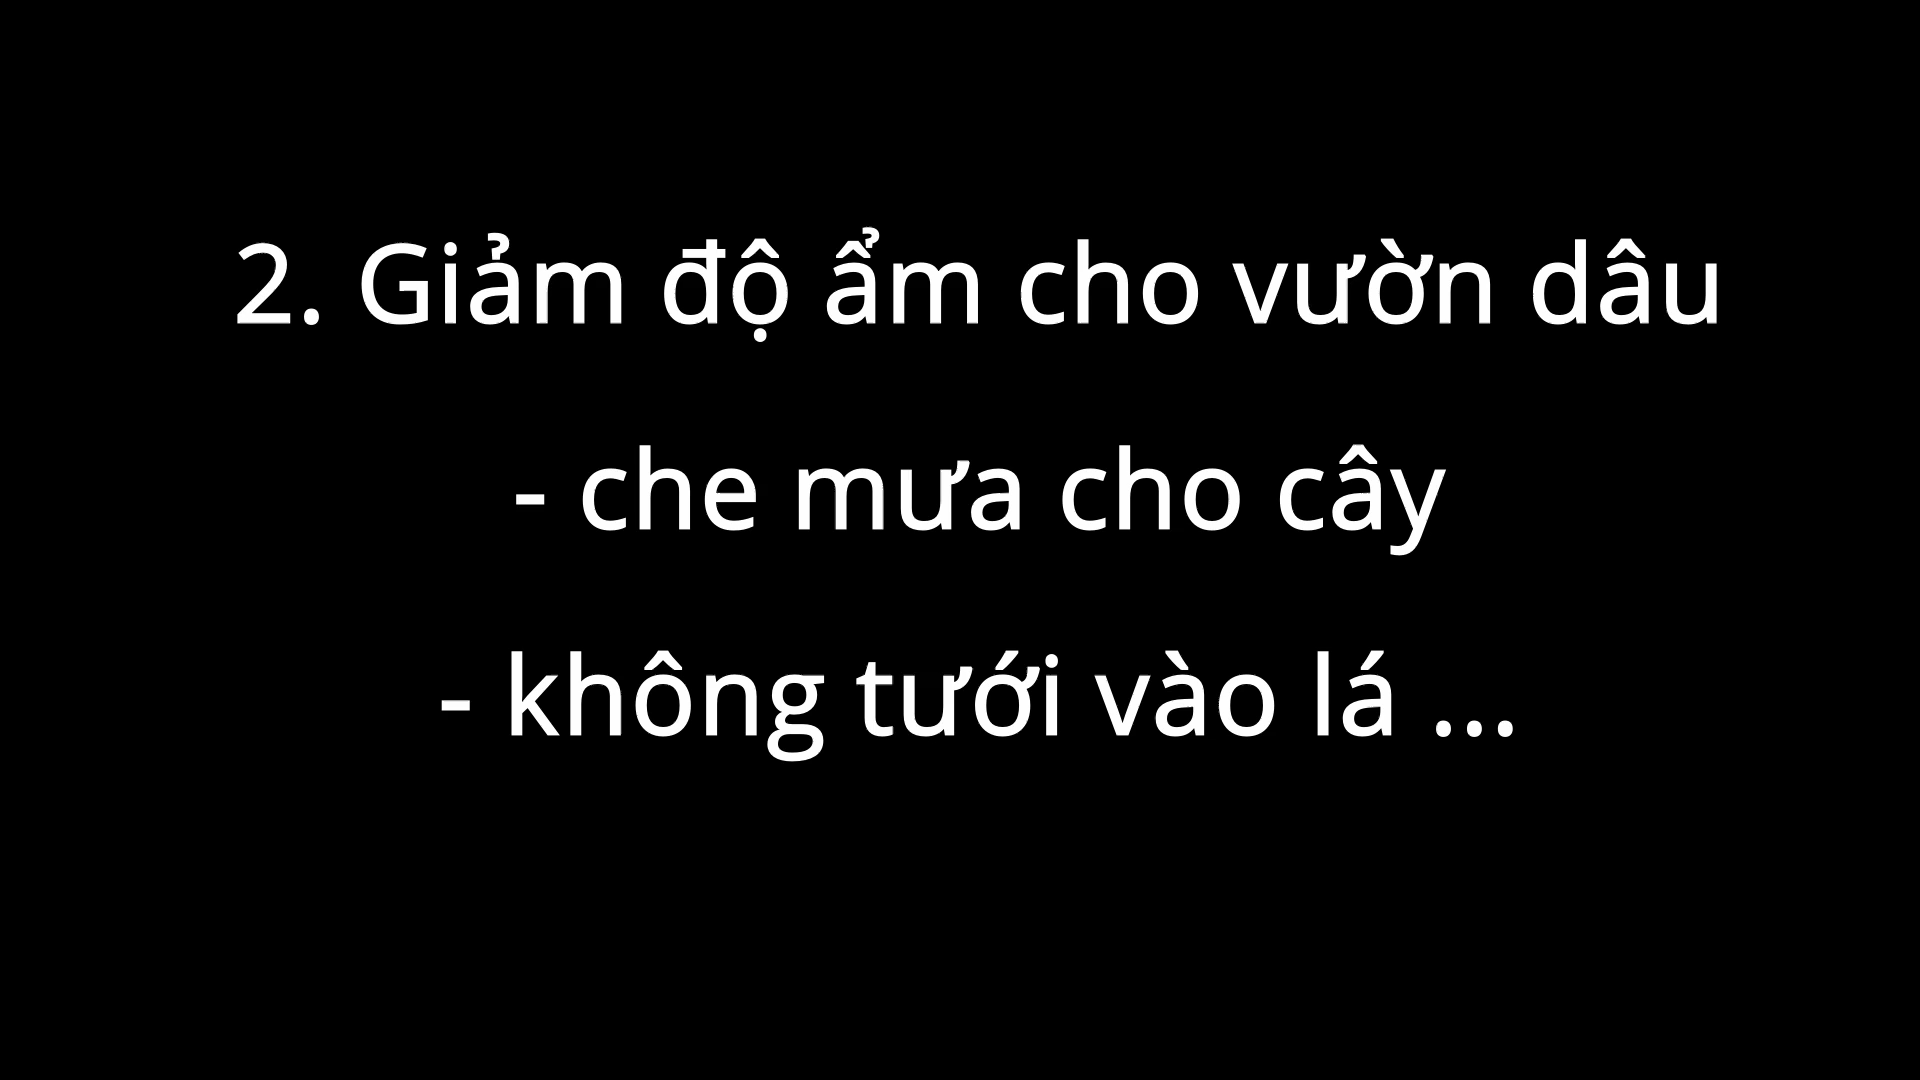 2. Giảm độ ẩm cho vườn dâu
- che mưa cho cây
- không tưới vào lá ...